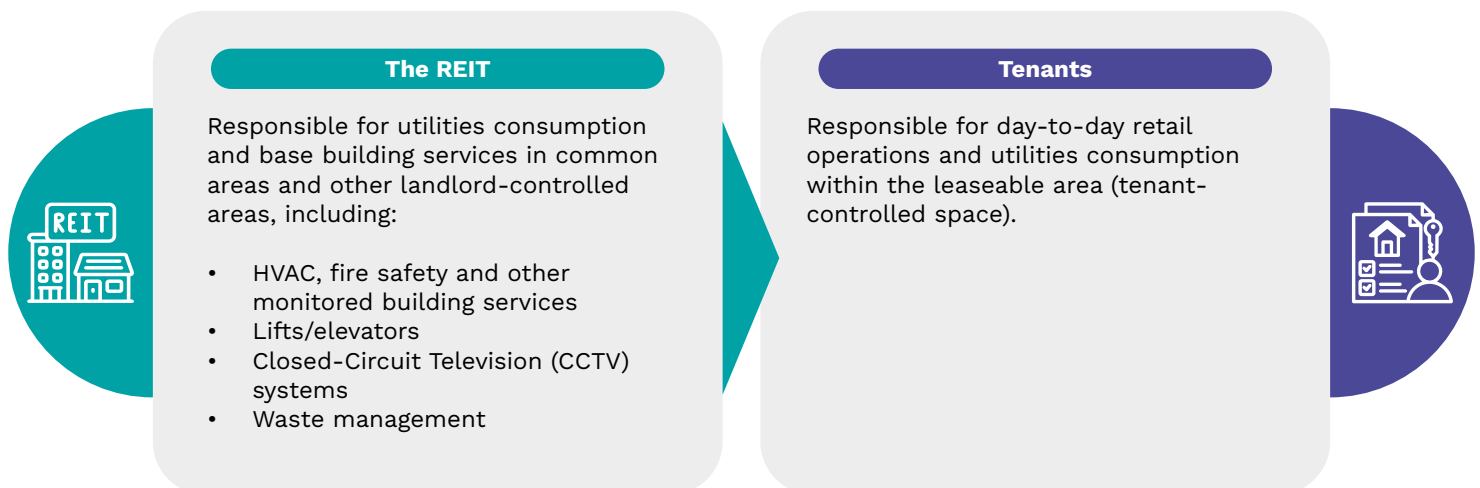 The REIT
Responsible for utilities consumption
and base building services in common
areas and other landlord-controlled
areas, including:
• HVAC, fire safety and other
monitored building services
• Lifts/elevators
• Closed-Circuit Television (CCTV)
systems
• Waste management
REIT
Tenants
Responsible for day-to-day retail
operations and utilities consumption
within the leaseable area (tenant-
controlled space).